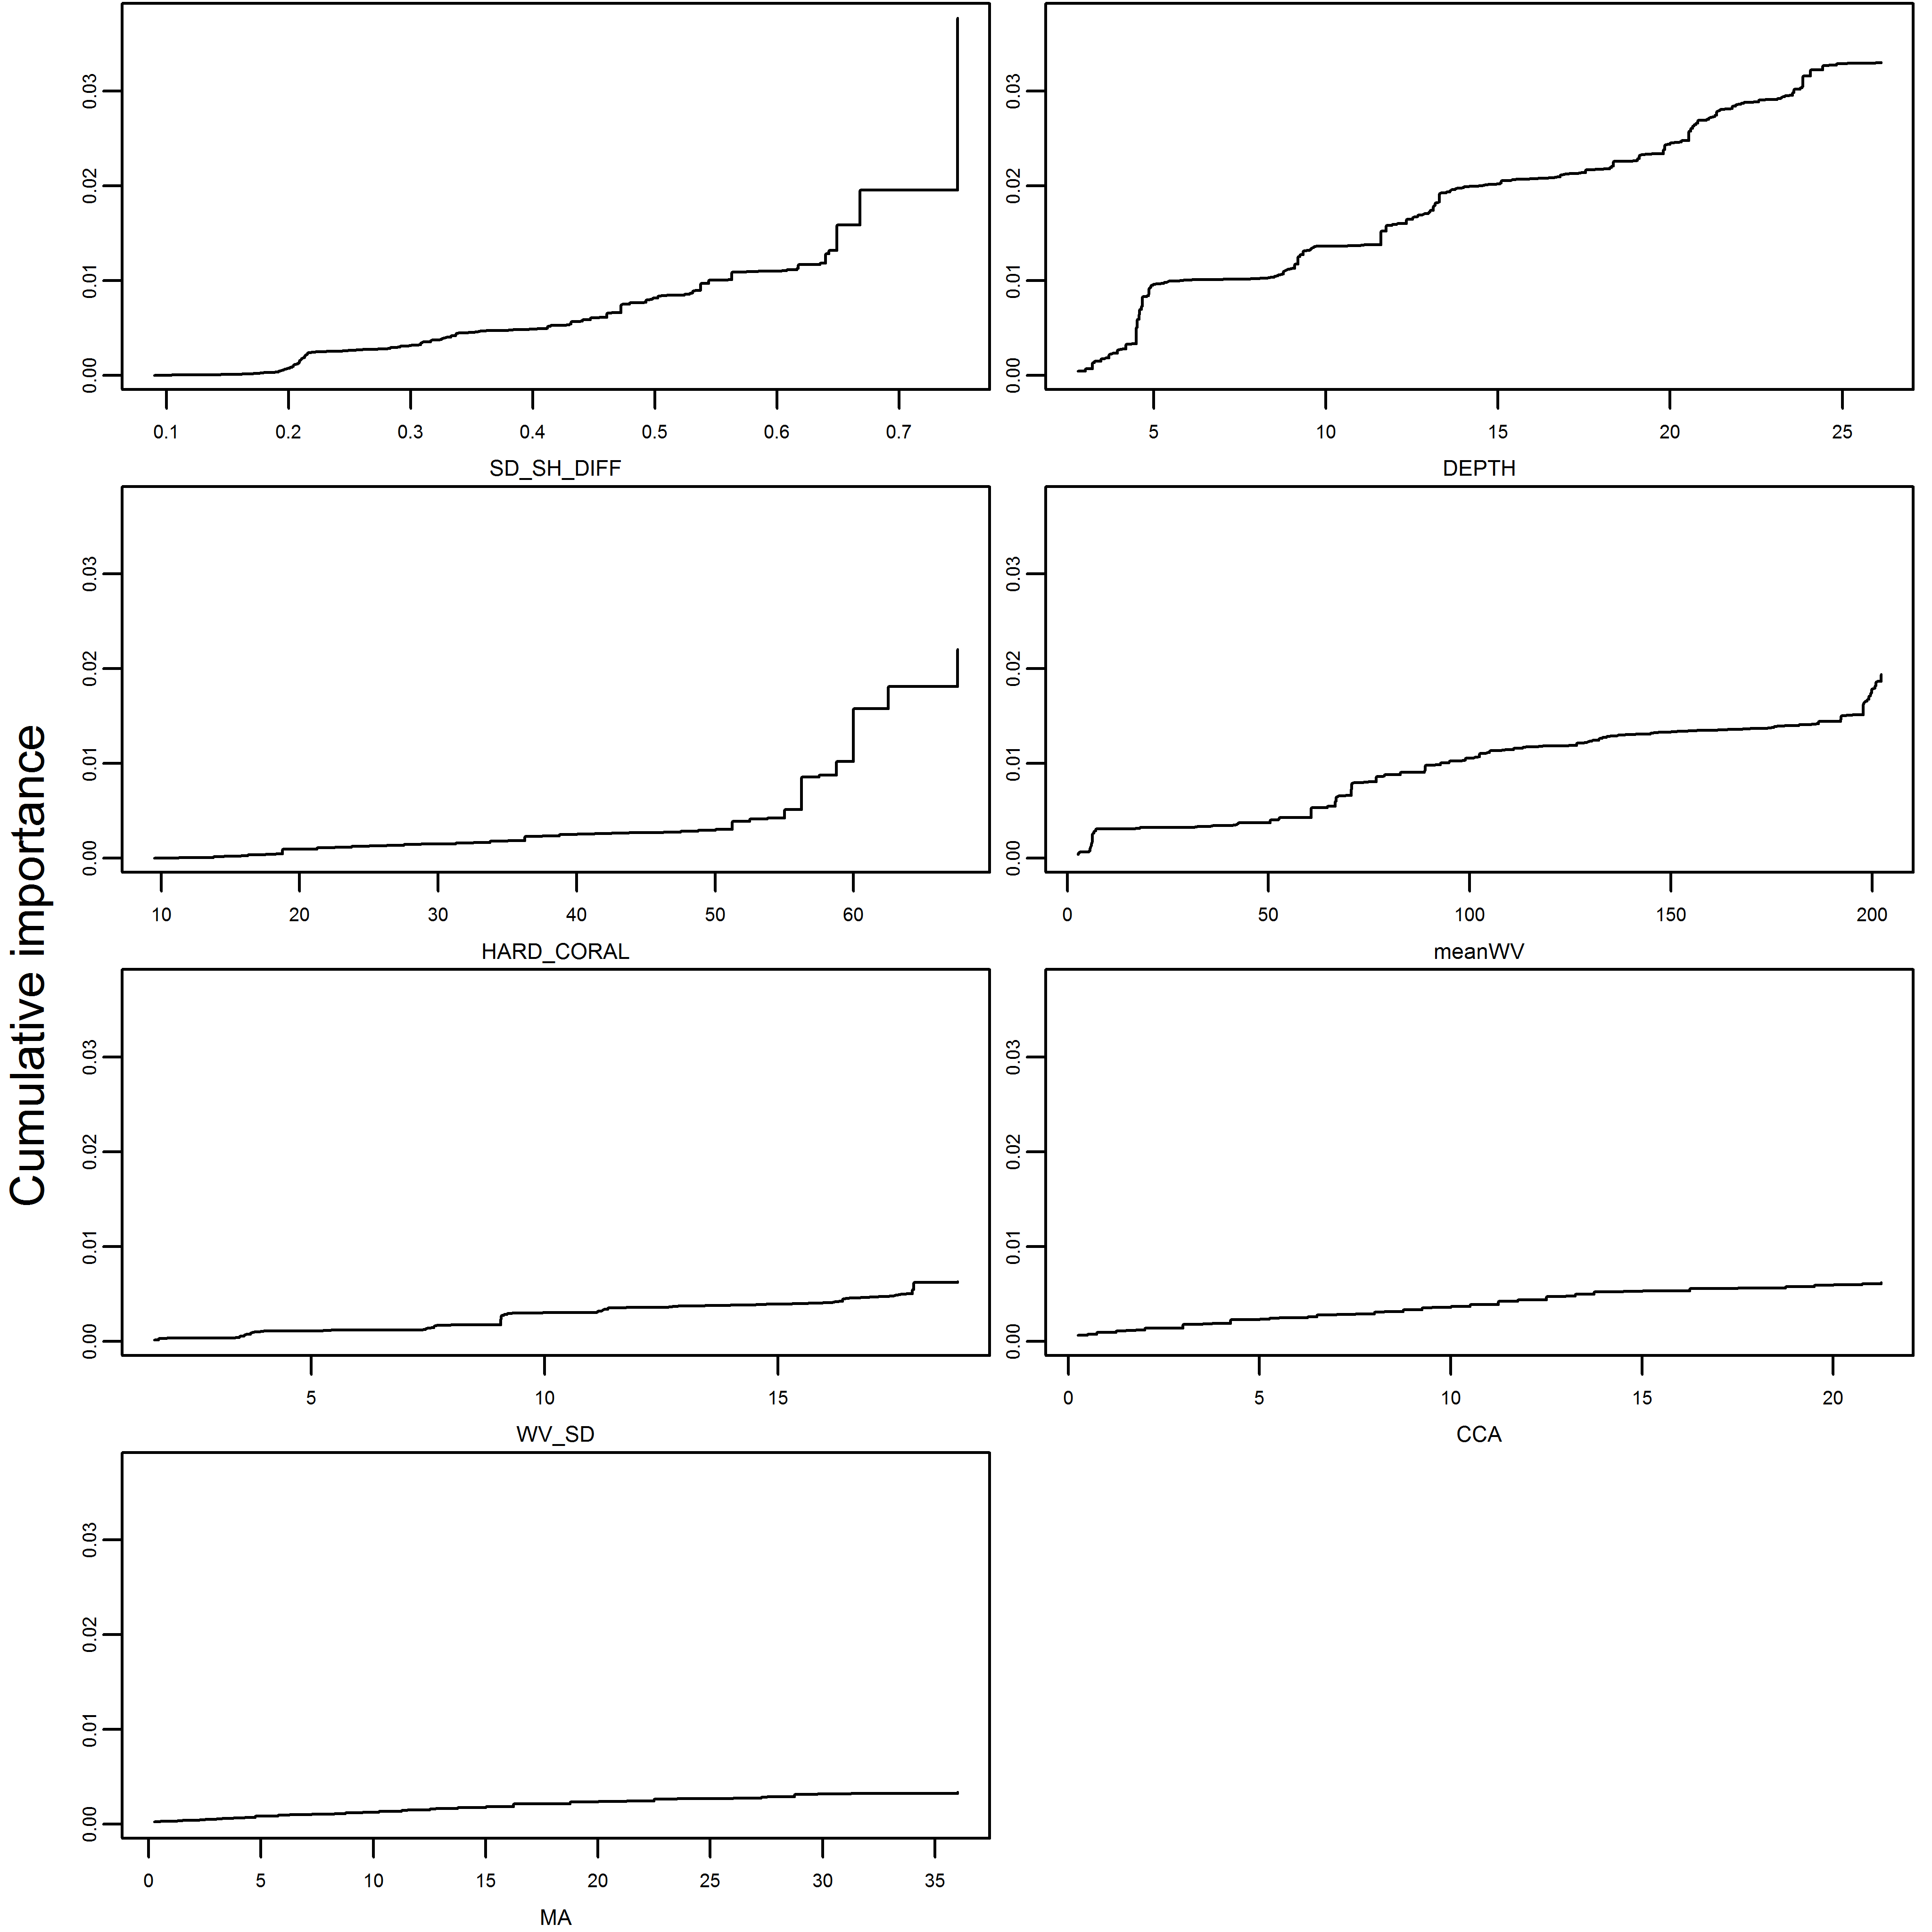 Cumulative importance
0.00 0.01 0.02 0.03
0.1 0.2 0.3 0.4 0.5 0.6 0.7
SD_SH_DIFF
0.00 0.01 0.02 0.03
5 10 15 20 25
DEPTH
0.00 0.01 0.02 0.03
10 20 30 40 50 60
HARD_CORAL
0.00 0.01 0.02 0.03
0 50 100 150 200
meanWV
0.00 0.01 0.02 0.03
5 10 15
WV_SD
0.00 0.01 0.02 0.03
0 5 10 15 20
CCA
0.00 0.01 0.02 0.03
0 5 10 15 20 25 30 35
MA